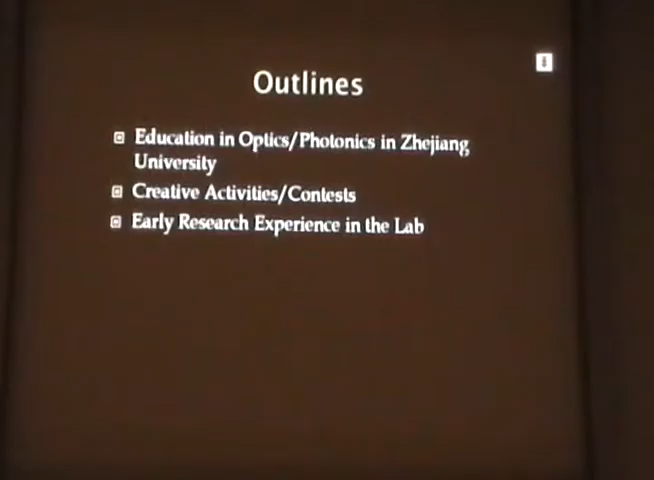 Outlines
Education in Optics/Photonics in Zhejiang
University
Creative Activities/Contests
Early Research Experience in the Lab